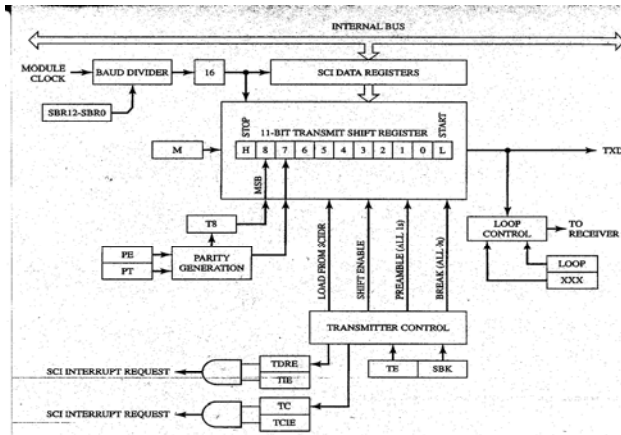 INTERNAL BUS
MODULE
CLOCK
BAUD DIVIDER
16
SCI DATA REGISTERS
SBR12-SBR0
STOP
11-BIT TRANSMIT SHIFT REGISTER
START
M
H 8 7 6 5 4 3 2 1 0 L
TXD
MSB
T8
LOOP
CONTROL
TO
RECEIVER
PE
PT
PARITY
GENERATION
LOAD FROM SCIDR
SHIFT ENABLE
PREAMBLE (ALL 1s)
BREAK (ALL 0s)
LOOP
XXX
TRANSMITTER CONTROL
TDRE
TIE
TE
SBK
SCI INTERRUPT REQUEST
TC
TCIE
SCI INTERRUPT REQUEST